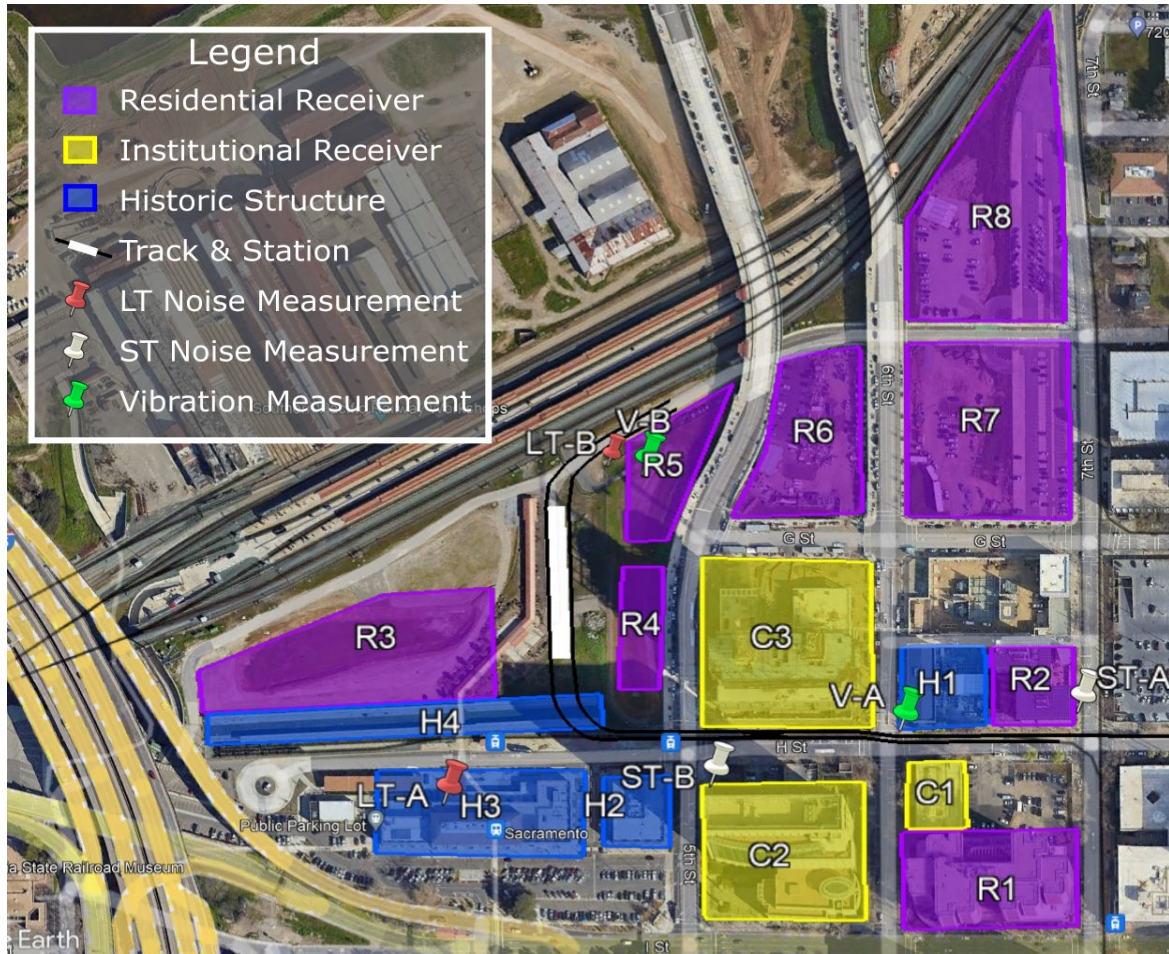 Legend
Residential Receiver
Institutional Receiver
Historic Structure
Track & Station
LT Noise Measurement
ST Noise Measurement
Vibration Measurement
720
7th St
R8
6th St
R7
R6
7th St
V-B
LT-B
R5
G St
G St
R4
C3
R3
H1
R2
ST-A
V-A
H4
H St
ST-B
C1
LT-A
H3
H2
Public Parking Lot
Sacramento
C2
5th St
State Railroad Museum
R1
Earth
I St